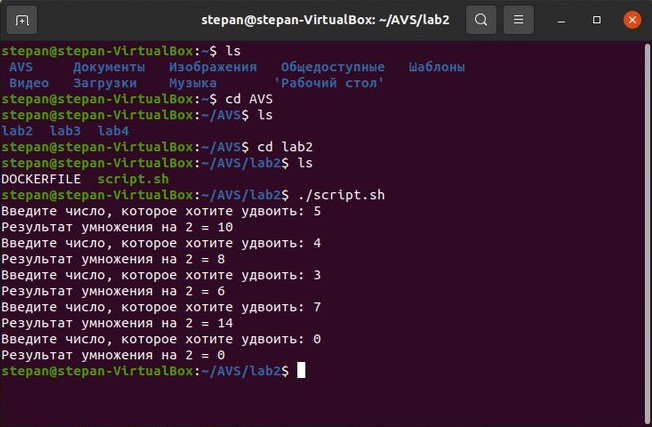 stepan@stepan-VirtualBox: ~/AVS/lab2
stepan@stepan-VirtualBox:~$ ls
AVS Документы Изображения Общедоступные Шаблоны
Видео Загрузки Музыка 'Рабочий стол'
stepan@stepan-VirtualBox:~$ cd AVS
stepan@stepan-VirtualBox:~/AVS$ ls
lab2 lab3 lab4
stepan@stepan-VirtualBox:~/AVS$ cd lab2
stepan@stepan-VirtualBox:~/AVS/lab2$ ls
DOCKERFILE script.sh
stepan@stepan-VirtualBox:~/AVS/lab2$ ./script.sh
Введите число, которое хотите удвоить: 5
Результат умножения на 2 = 10
Введите число, которое хотите удвоить: 4
Результат умножения на 2 = 8
Введите число, которое хотите удвоить: 3
Результат умножения на 2 = 6
Введите число, которое хотите удвоить: 7
Результат умножения на 2 = 14
Введите число, которое хотите удвоить: 0
Результат умножения на 2 = 0
stepan@stepan-VirtualBox:~/AVS/lab2$